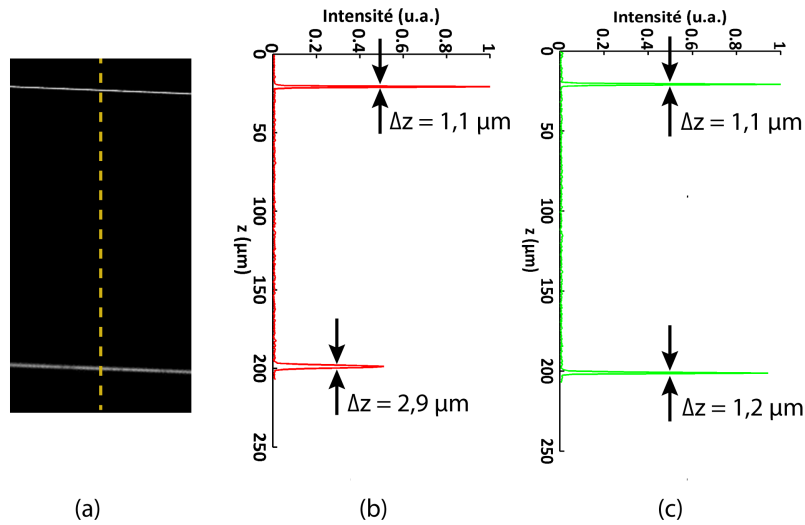 Intensité (u.a.)
0 0.2 0.4 0.6 0.8 1
0
50
100
150
200
250
z (µm)
Δz = 1,1 µm
Δz = 2,9 µm
Intensité (u.a.)
0 0.2 0.4 0.6 0.8 1
0
50
100
150
200
250
z (µm)
Δz = 1,1 µm
Δz = 1,2 µm
(a) (b) (c)